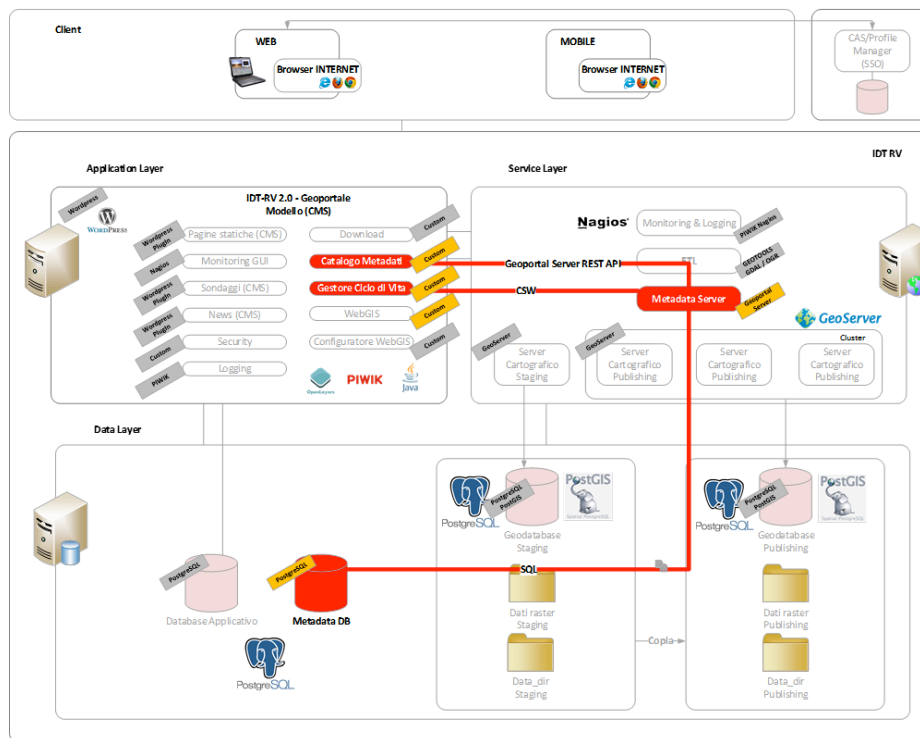 Client
WEB
Browser INTERNET
MOBILE
Browser INTERNET
CAS/Profile
Manager
(SSO)
IDT RV
Application Layer
Service Layer
IDT-RV 2.0 - Geoportale
Modello (CMS)
Wordpress
WORDPRESS
Wordpress
PlugIn
Pagine statiche (CMS)
Nagios
Monitoring GUI
Wordpress
PlugIn
Sondaggi (CMS)
Wordpress
PlugIn
News (CMS)
Custom
Security
PIWIK
Logging
Download
Custom
Catalogo Metadati
Custom
Gestore Ciclo di Vita
Custom
WebGIS
Custom
Configuratore WebGIS
Custom
OpenLayers
PIWIK
Java
Nagios
Monitoring & Logging
PIWIK Nagios
Geoportal Server REST API
ETL
GEOTOOLS
GDAL / OGR
CSW
Metadata Server
Geoportal
Server
GeoServer
Cluster
GeoServer
Server
Cartografico
Staging
GeoServer
Server
Cartografico
Publishing
Server
Cartografico
Publishing
Server
Cartografico
Publishing
Data Layer
PostgreSQL
Database Applicativo
PostgreSQL
Metadata DB
PostgreSQL
PostgreSQL
PostgreSQL
PostGIS
PostGIS
Spatial PostgreSQL
Geodatabase
Staging
SQL
Dati raster
Staging
Data_dir
Staging
Copia
PostgreSQL
PostgreSQL
PostGIS
PostGIS
Spatial PostgreSQL
Geodatabase
Publishing
Dati raster
Publishing
Data_dir
Publishing